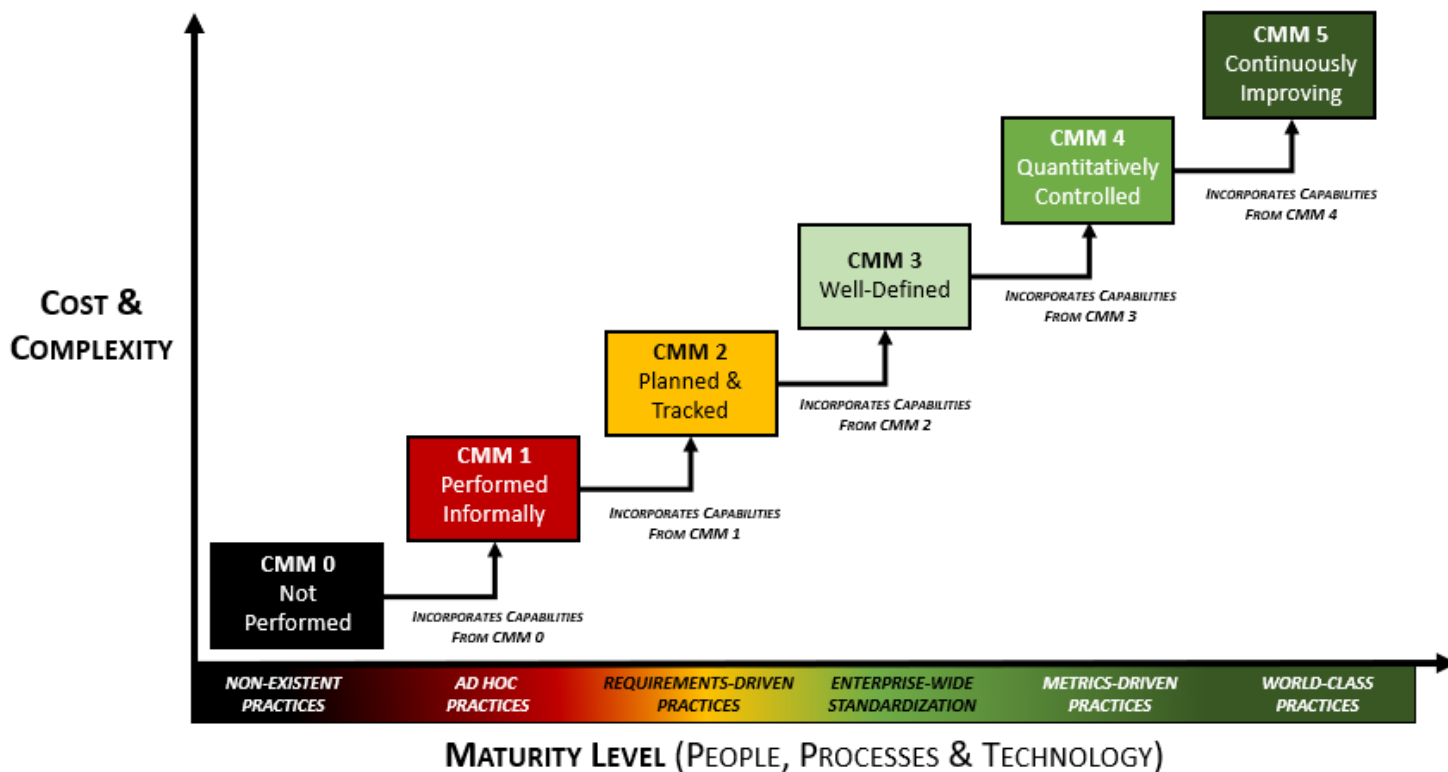 CMM 5
Continuously
Improving
CMM 4
Quantitatively
Controlled
INCORPORATES CAPABILITIES
FROM CMM 4
CMM 3
Well-Defined
INCORPORATES CAPABILITIES
FROM CMM 3
COST &
COMPLEXITY
CMM 2
Planned &
Tracked
INCORPORATES CAPABILITIES
FROM CMM 2
CMM 1
Performed
Informally
INCORPORATES CAPABILITIES
FROM CMM 1
CMM 0
Not
Performed
INCORPORATES CAPABILITIES
FROM CMM 0
NON-EXISTENT
PRACTICES
AD HOC
PRACTICES
REQUIREMENTS-DRIVEN
PRACTICES
ENTERPRISE-WIDE
STANDARDIZATION
METRICS-DRIVEN
PRACTICES
WORLD-CLASS
PRACTICES
MATURITY LEVEL (PEOPLE, PROCESSES & TECHNOLOGY)